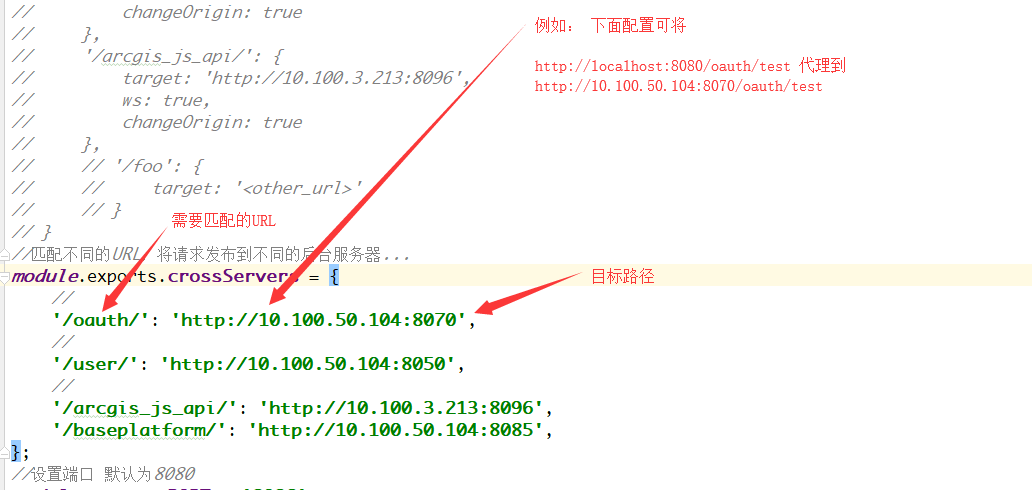 //        changeOrigin: true
//    },
//    '/arcgis_js_api/': {
//        target: 'http://10.100.3.213:8096',
//        ws: true,
//        changeOrigin: true
//    },
//    // '/foo': {
//    //     target: '<other_url>'
//    // }
// }
//匹配不同的URL 将请求发布到不同的后台服务器...
module.exports.crossServers = {
//
'/oauth/': 'http://10.100.50.104:8070',
//
'/user/': 'http://10.100.50.104:8050',
//
'/arcgis_js_api/': 'http://10.100.3.213:8096',
'/baseplatform/': 'http://10.100.50.104:8085',
};
//设置端口 默认为8080
例如： 下面配置可将
http://localhost:8080/oauth/test 代理到
http://10.100.50.104:8070/oauth/test
需要匹配的URL
目标路径